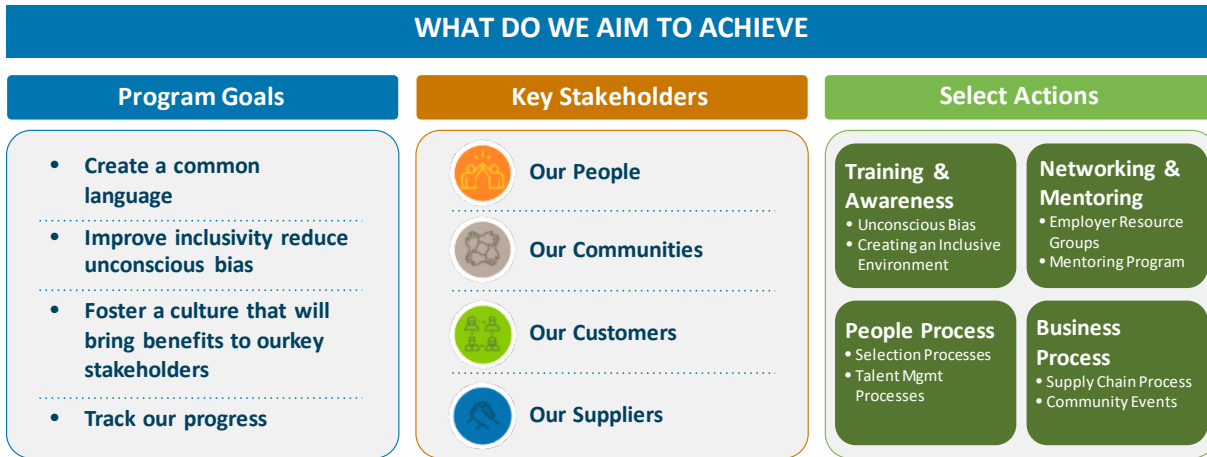 WHAT DO WE AIM TO ACHIEVE
Program Goals
• Create a common
language
• Improve inclusivity reduce
unconscious bias
• Foster a culture that will
bring benefits to ourkey
stakeholders
• Track our progress
Key Stakeholders
Our People
Our Communities
Our Customers
Our Suppliers
Select Actions
Training &
Awareness
• Unconscious Bias
• Creating an Inclusive
Environment
Networking &
Mentoring
• Employer Resource
Groups
• Mentoring Program
People Process
• Selection Processes
• Talent Mgmt
Processes
Business
Process
• Supply Chain Process
• Community Events